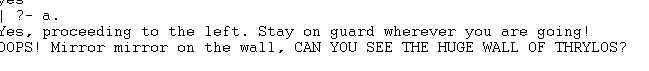 yes
| ?- a.
Yes, proceeding to the left. Stay on guard wherever you are going!
OOPS! Mirror mirror on the wall, CAN YOU SEE THE HUGE WALL OF THRYLOS?